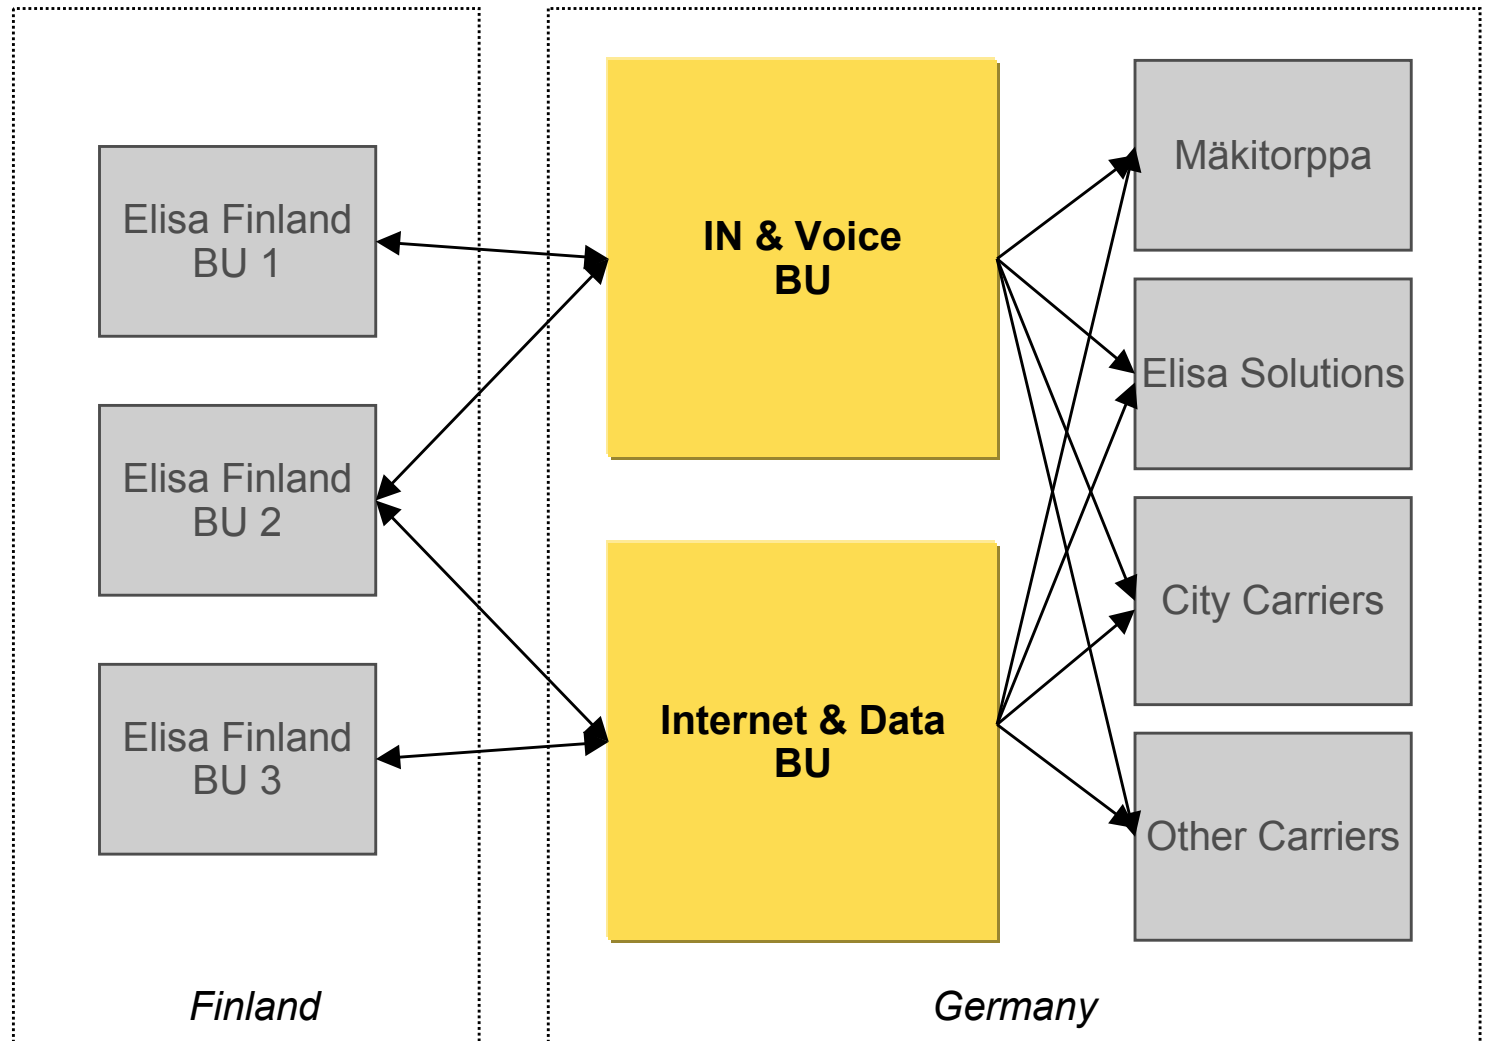 Elisa Finland
BU 1
Elisa Finland
BU 2
Elisa Finland
BU 3
Finland
IN & Voice
BU
Internet & Data
BU
Mäkitorppa
Elisa Solutions
City Carriers
Other Carriers
Germany